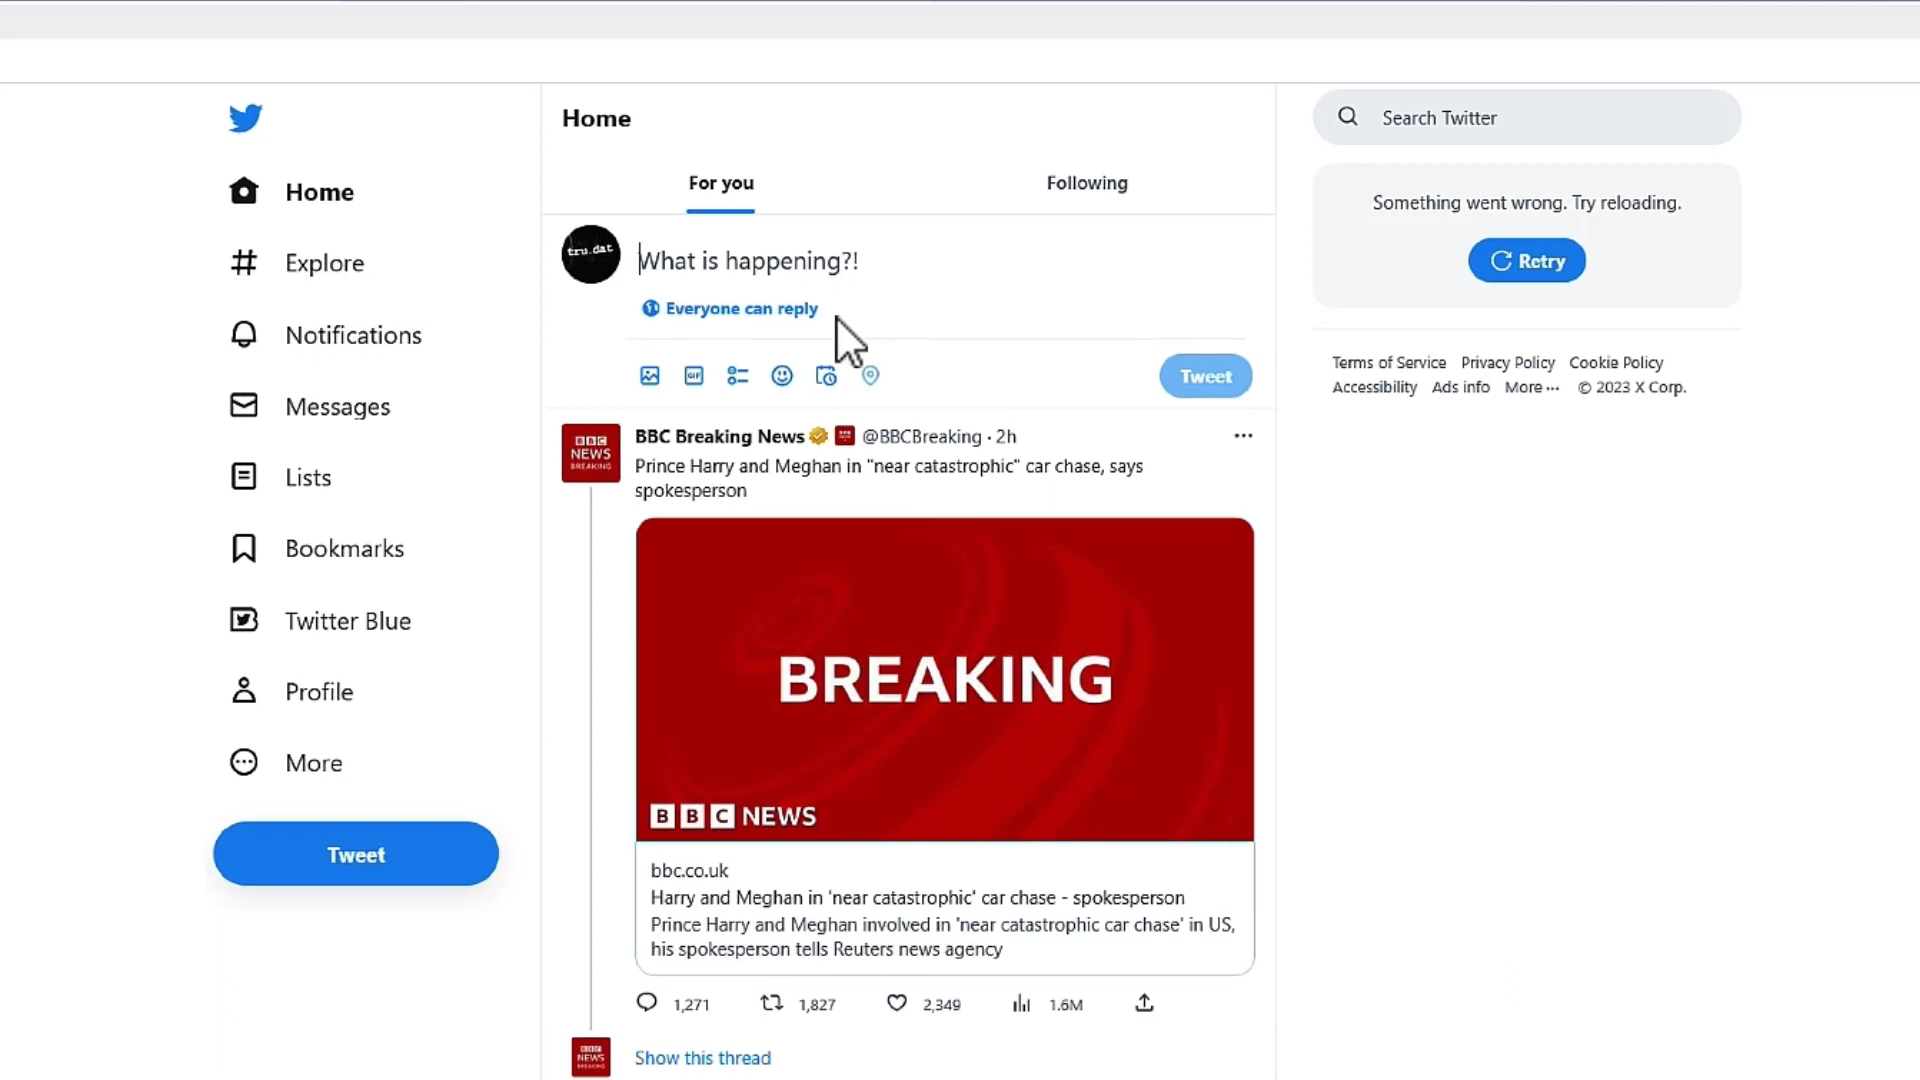 Home
Explore
Notifications
Messages
Lists
Bookmarks
Twitter Blue
Profile
More
Tweet
Home
For you
Following
tru.dat
What is happening?!
Everyone can reply
GIF
Tweet
BBC NEWS BREAKING
BBC Breaking News @BBCBreaking · 2h
Prince Harry and Meghan in "near catastrophic" car chase, says
spokesperson
BREAKING
BBC NEWS
bbc.co.uk
Harry and Meghan in 'near catastrophic' car chase - spokesperson
Prince Harry and Meghan involved in 'near catastrophic car chase' in US,
his spokesperson tells Reuters news agency
1,271 1,827 2,349 1.6M
BBC NEWS BREAKING
Show this thread
Search Twitter
Something went wrong. Try reloading.
Retry
Terms of Service Privacy Policy Cookie Policy
Accessibility Ads info More ··· © 2023 X Corp.